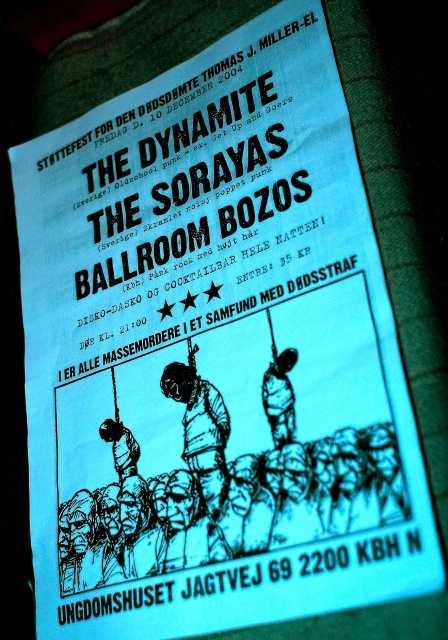 STØTTEFEST FOR DEN DØDSDØMTE THOMAS J. MILLER-EL
FREDAG D. 10 DECEMBER 2004
THE DYNAMITE
(Sverige) Oldschool punk - ex. Get Up and Goers
THE SORAYAS
(Sverige) Skramlet noisy poppet punk
BALLROOM BOZOS
(Kbh) Pånk rock med højt hår
DISKO-DASKO OG COCKTAILBAR HELE NATTEN!
DØR KL. 21:00 ★★★ ENTRE: 35 KR
I ER ALLE MASSEMORDERE I ET SAMFUND MED DØDSSTRAF
UNGDOMSHUSET JAGTVEJ 69 2200 KBH N